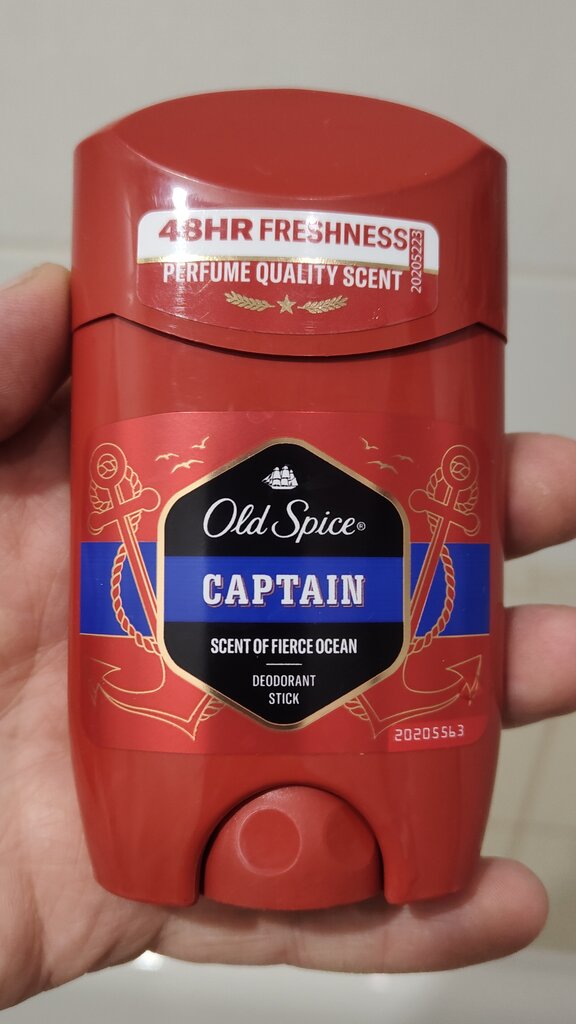 48HR FRESHNESS
PERFUME QUALITY SCENT
20205223
Old Spice®
CAPTAIN
SCENT OF FIERCE OCEAN
DEODORANT
STICK
20205563